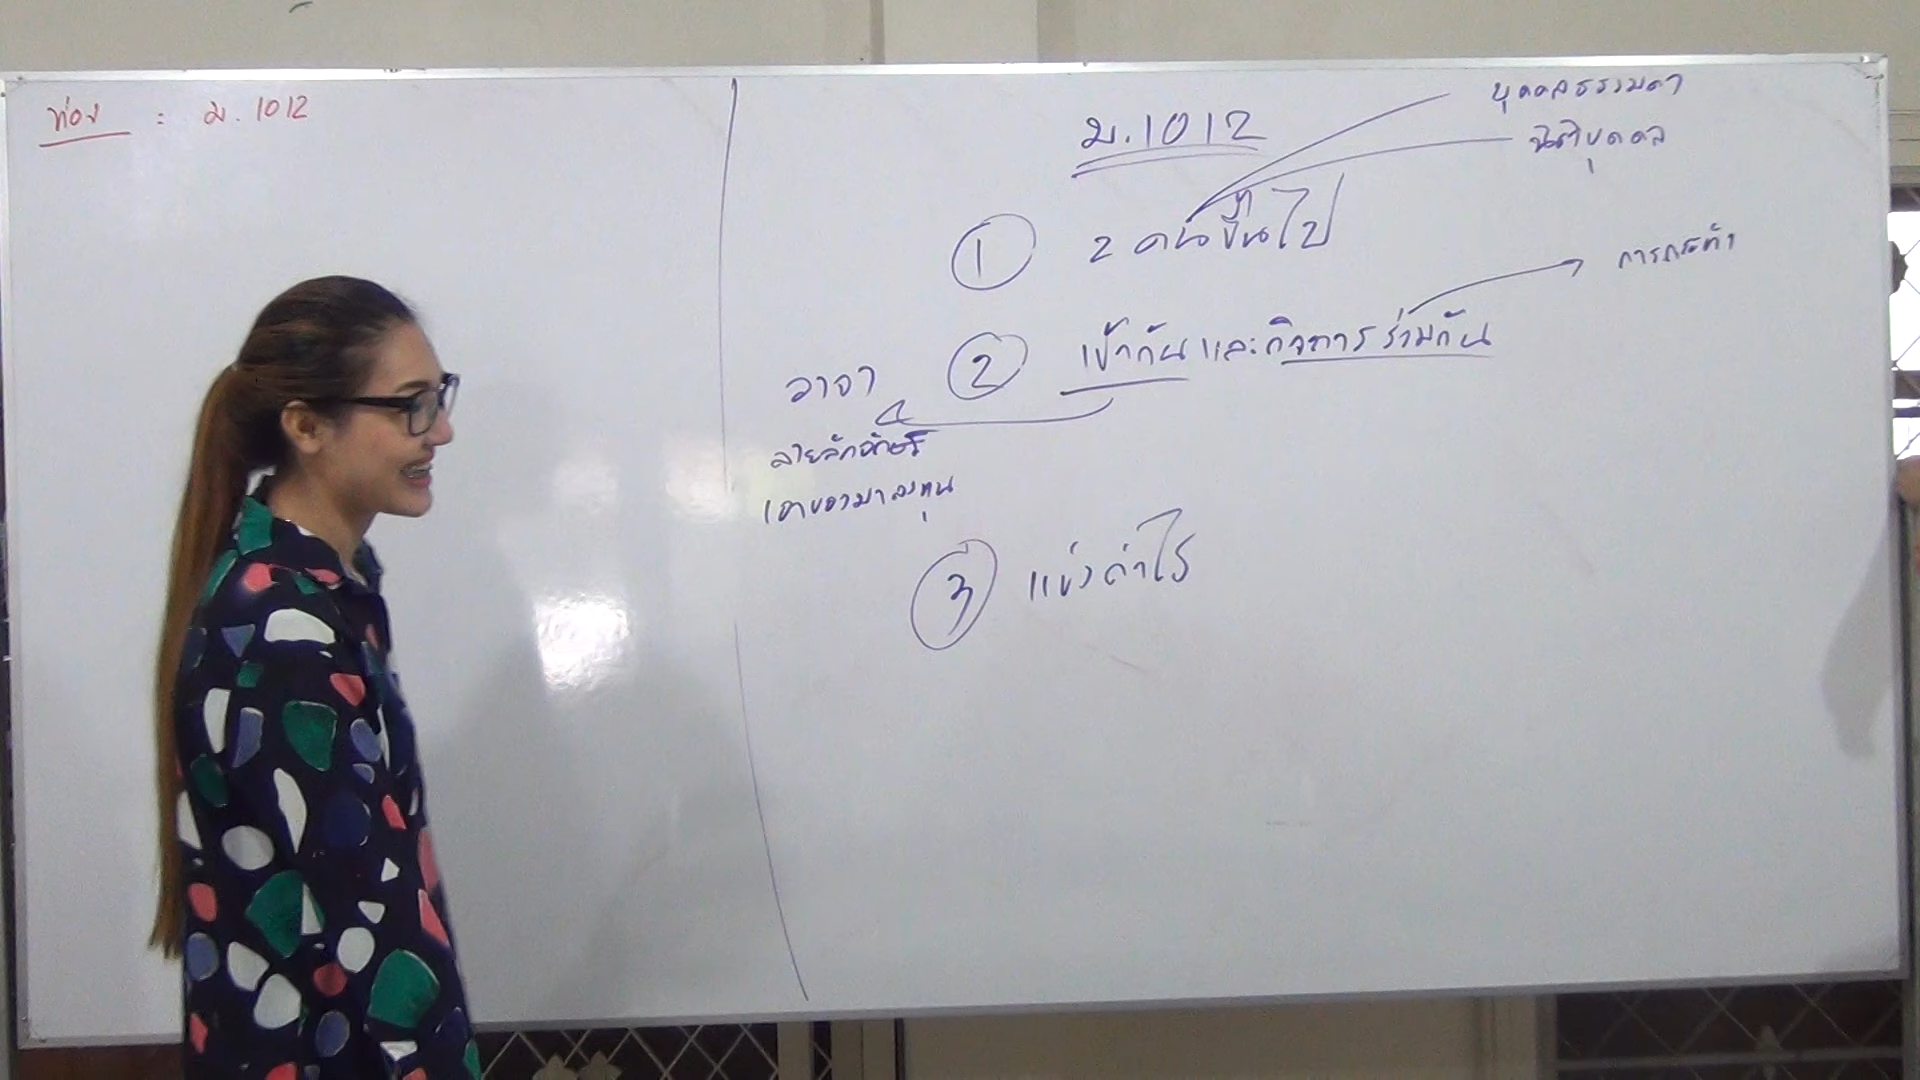 ท่อง : ม. 1012
ม.1012
บุคคลธรรมดา
นิติบุคคล
① 2 คนขึ้นไป
การกระทำ
② เข้ากันและกิจการร่วมกัน
วาจา
ลายลักอักษร
เอาของมาลงทุน
③ แบ่งกำไร